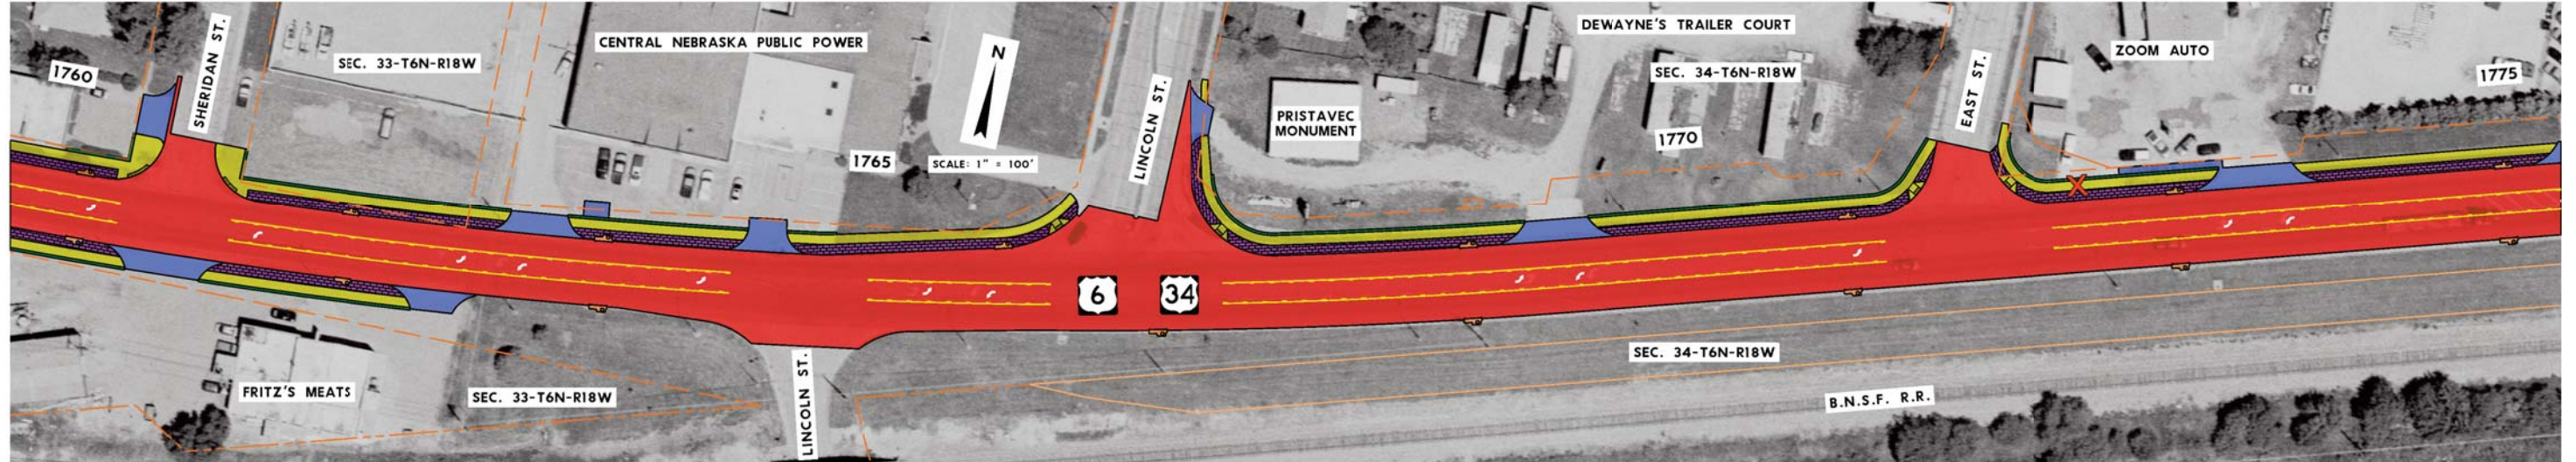 1760
SHERIDAN ST.
SEC. 33-T6N-R18W
CENTRAL NEBRASKA PUBLIC POWER
1765
N
SCALE: 1" = 100'
LINCOLN ST.
PRISTAVEC
MONUMENT
DEWAYNE'S TRAILER COURT
SEC. 34-T6N-R18W
1770
EAST ST.
ZOOM AUTO
1775
6
34
FRITZ'S MEATS
SEC. 33-T6N-R18W
LINCOLN ST.
SEC. 34-T6N-R18W
B.N.S.F. R.R.